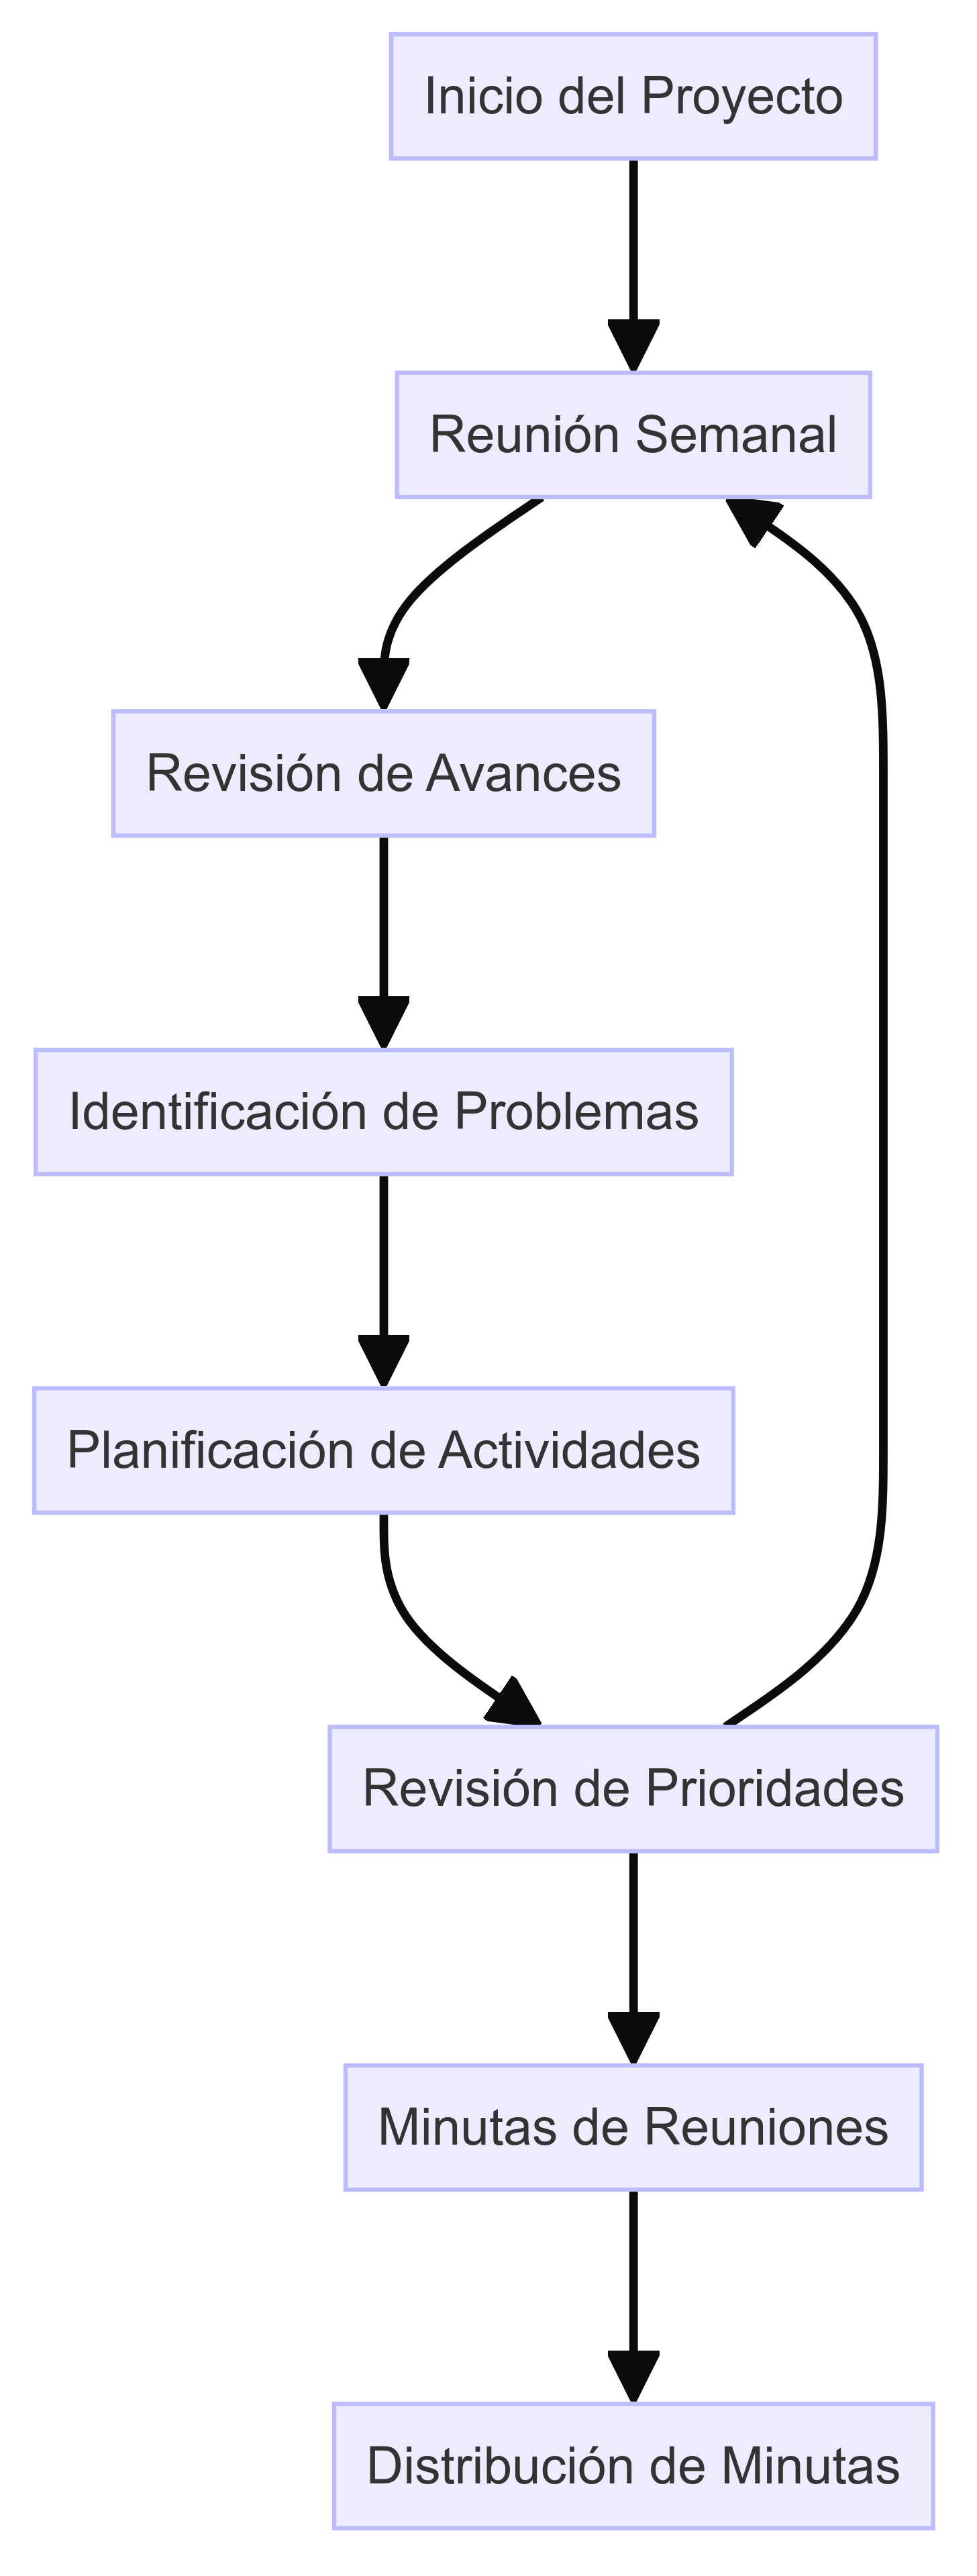 Inicio del Proyecto
Reunión Semanal
Revisión de Avances
Identificación de Problemas
Planificación de Actividades
Revisión de Prioridades
Minutas de Reuniones
Distribución de Minutas